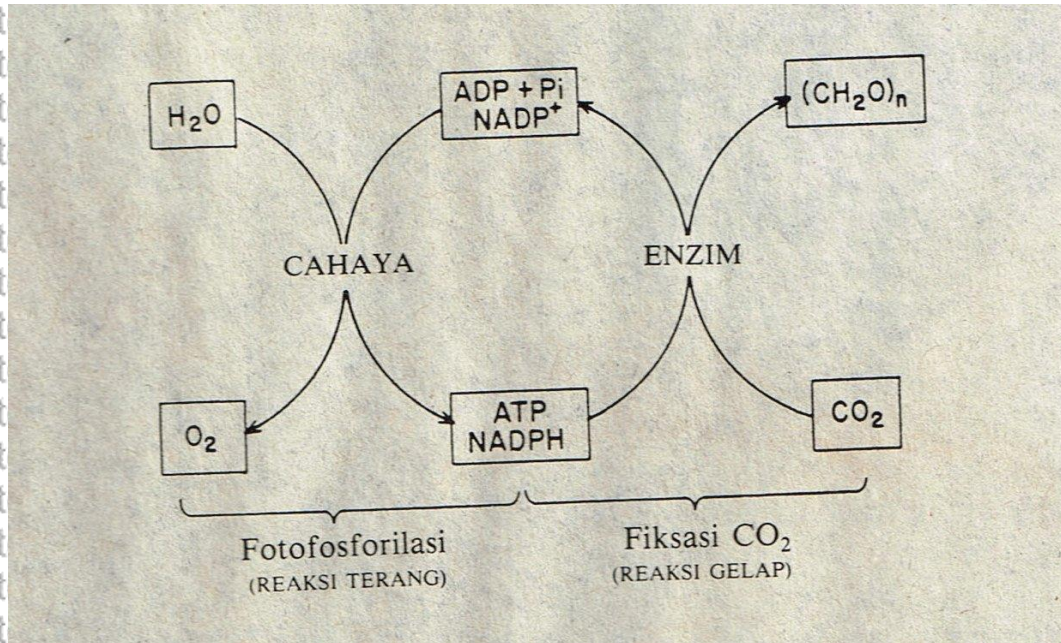 H₂O
ADP + Pi
NADP⁺
(CH₂O)ₙ
CAHAYA
ENZIM
O₂
ATP
NADPH
CO₂
Fotofosforilasi
(REAKSI TERANG)
Fiksasi CO₂
(REAKSI GELAP)